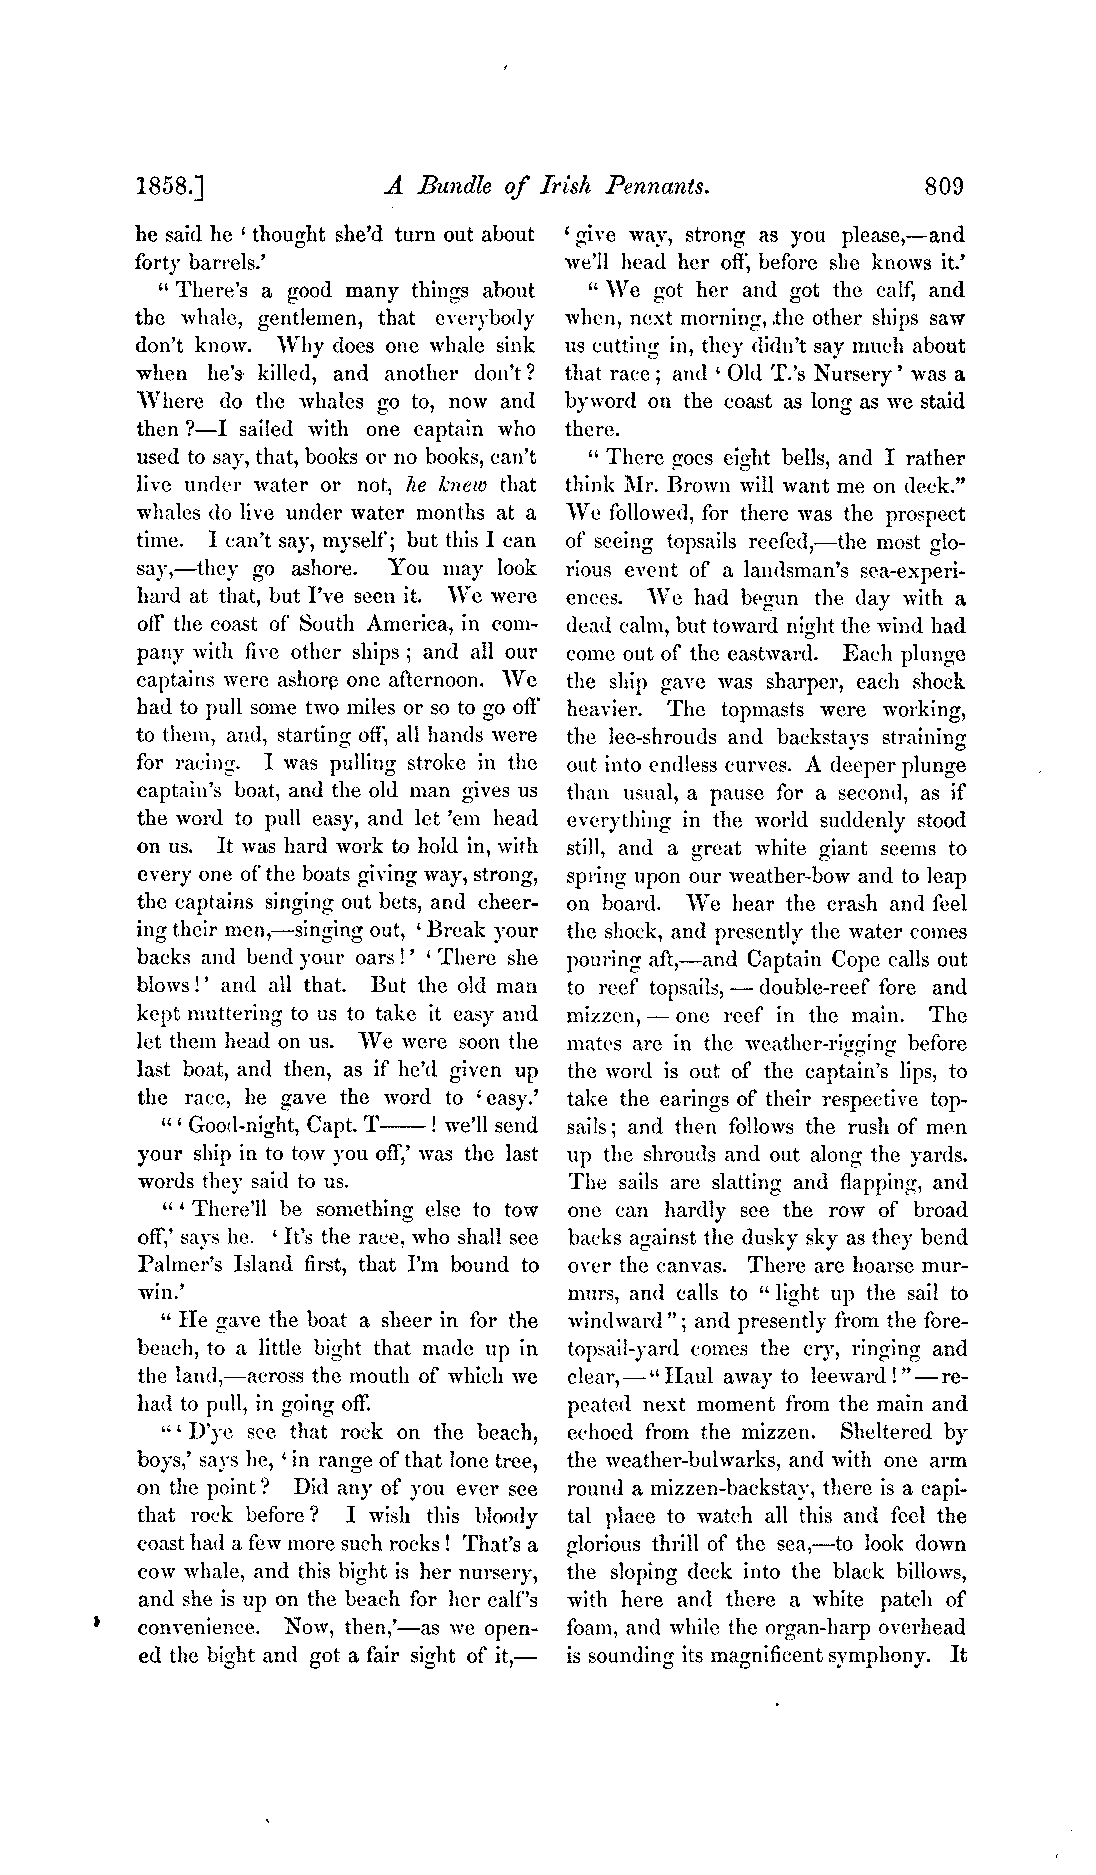 1858.] A Bundle of Irish Pennants. 809
he said he ‘ thought she’d turn out about
forty barrels.’
“ There’s a good many things about
the whale, gentlemen, that everybody
don’t know. Why does one whale sink
when he’s killed, and another don’t ?
Where do the whales go to, now and
then ?—I sailed with one captain who
used to say, that, books or no books, can’t
live under water or not, he knew that
whales do live under water months at a
time. I can’t say, myself; but this I can
say,—they go ashore. You may look
hard at that, but I’ve seen it. We were
off the coast of South America, in com-
pany with five other ships ; and all our
captains were ashore one afternoon. We
had to pull some two miles or so to go off
to them, and, starting off, all hands were
for racing. I was pulling stroke in the
captain’s boat, and the old man gives us
the word to pull easy, and let ’em head
on us. It was hard work to hold in, with
every one of the boats giving way, strong,
the captains singing out bets, and cheer-
ing their men,—singing out, ‘ Break your
backs and bend your oars !’ ‘ There she
blows !’ and all that. But the old man
kept muttering to us to take it easy and
let them head on us. We were soon the
last boat, and then, as if he’d given up
the race, he gave the word to ‘ easy.’
“ ‘ Good-night, Capt. T—— ! we’ll send
your ship in to tow you off,’ was the last
words they said to us.
“ ‘ There’ll be something else to tow
off,’ says he. ‘ It’s the race, who shall see
Palmer’s Island first, that I’m bound to
win.’
“ He gave the boat a sheer in for the
beach, to a little bight that made up in
the land,—across the mouth of which we
had to pull, in going off.
“ ‘ D’ye see that rock on the beach,
boys,’ says he, ‘ in range of that lone tree,
on the point ? Did any of you ever see
that rock before ? I wish this bloody
coast had a few more such rocks ! That’s a
cow whale, and this bight is her nursery,
and she is up on the beach for her calf’s
convenience. Now, then,’—as we open-
ed the bight and got a fair sight of it,—
‘ give way, strong as you please,—and
we’ll head her off, before she knows it.’
“ We got her and got the calf, and
when, next morning, the other ships saw
us cutting in, they didn’t say much about
that race ; and ‘ Old T.’s Nursery ’ was a
byword on the coast as long as we staid
there.
“ There goes eight bells, and I rather
think Mr. Brown will want me on deck.”
We followed, for there was the prospect
of seeing topsails reefed,—the most glo-
rious event of a landsman’s sea-experi-
ences. We had begun the day with a
dead calm, but toward night the wind had
come out of the eastward. Each plunge
the ship gave was sharper, each shock
heavier. The topmasts were working,
the lee-shrouds and backstays straining
out into endless curves. A deeper plunge
than usual, a pause for a second, as if
everything in the world suddenly stood
still, and a great white giant seems to
spring upon our weather-bow and to leap
on board. We hear the crash and feel
the shock, and presently the water comes
pouring aft,—and Captain Cope calls out
to reef topsails, — double-reef fore and
mizzen, — one reef in the main. The
mates are in the weather-rigging before
the word is out of the captain’s lips, to
take the earings of their respective top-
sails ; and then follows the rush of men
up the shrouds and out along the yards.
The sails are slatting and flapping, and
one can hardly see the row of broad
backs against the dusky sky as they bend
over the canvas. There are hoarse mur-
murs, and calls to “ light up the sail to
windward ” ; and presently from the fore-
topsail-yard comes the cry, ringing and
clear,—“ Haul away to leeward ! ”—re-
peated next moment from the main and
echoed from the mizzen. Sheltered by
the weather-bulwarks, and with one arm
round a mizzen-backstay, there is a capi-
tal place to watch all this and feel the
glorious thrill of the sea,—to look down
the sloping deck into the black billows,
with here and there a white patch of
foam, and while the organ-harp overhead
is sounding its magnificent symphony. It